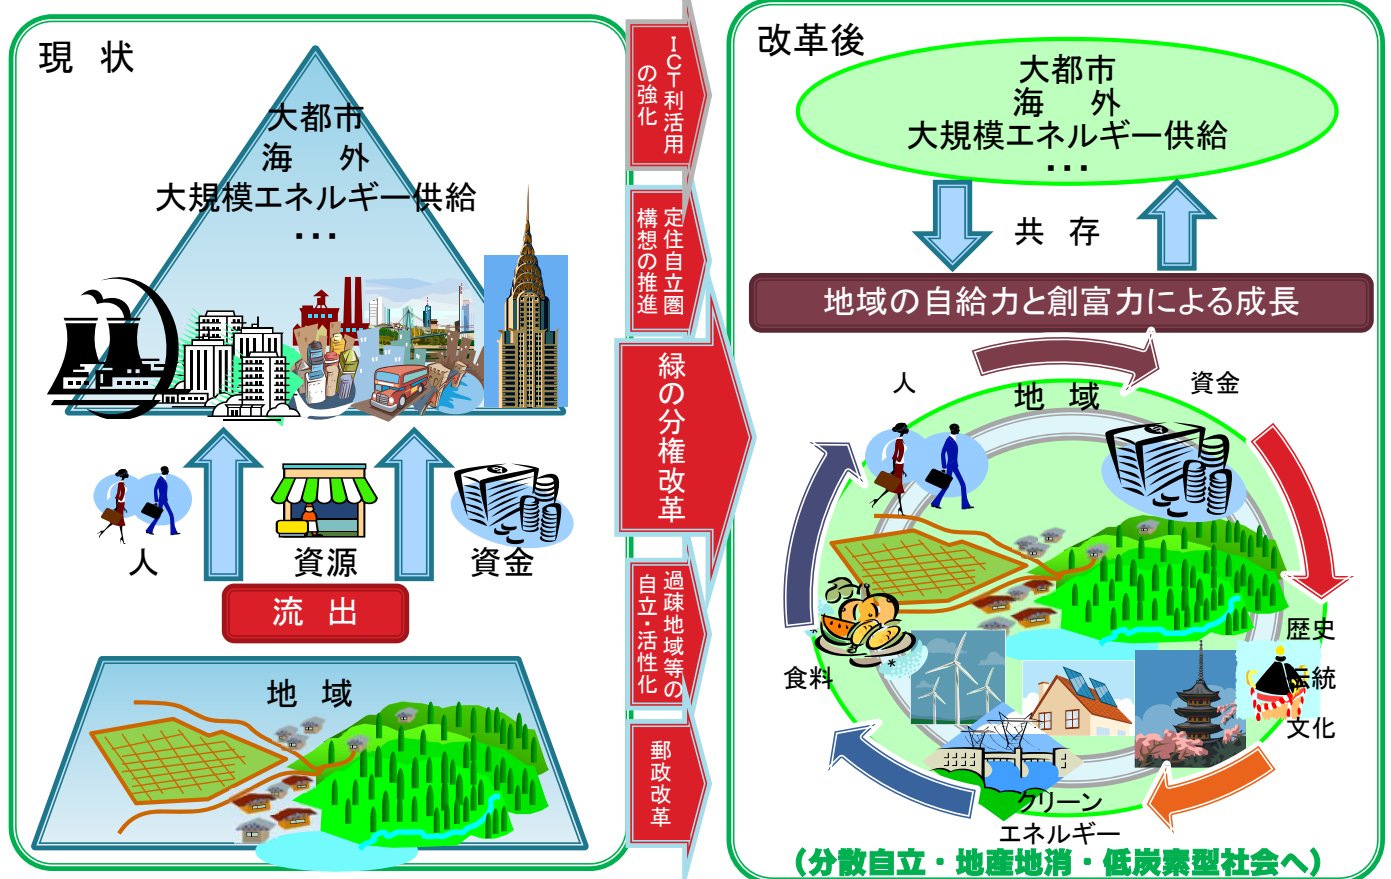 現 状
大都市
海 外
大規模エネルギー供給
・・・
人
資源
資金
流 出
地 域
ICT利活用
の強化
定住自立圏
構想の推進
緑の分権改革
過疎地域等の
自立・活性化
郵政改革
改革後
大都市
海 外
大規模エネルギー供給
・・・
共 存
地域の自給力と創富力による成長
人
地 域
資金
歴史
伝統
文化
食料
*
クリーン
エネルギー
（分散自立・地産地消・低炭素型社会へ）